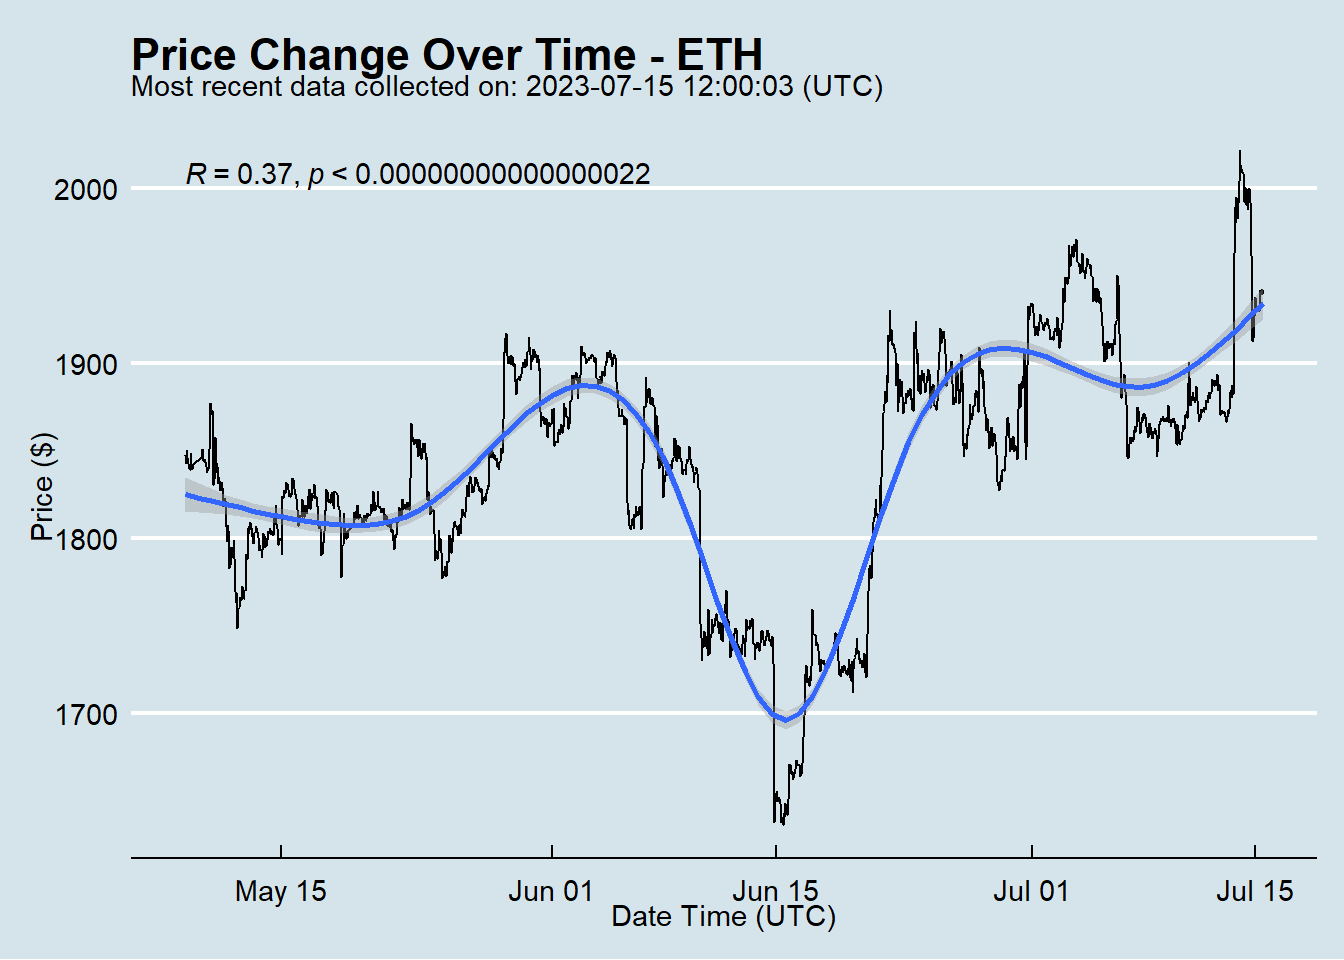 Price Change Over Time - ETH
Most recent data collected on: 2023-07-15 12:00:03 (UTC)
R = 0.37, p < 0.00000000000000022
2000
1900
1800
1700
Price ($)
May 15
Jun 01
Jun 15
Jul 01
Jul 15
Date Time (UTC)